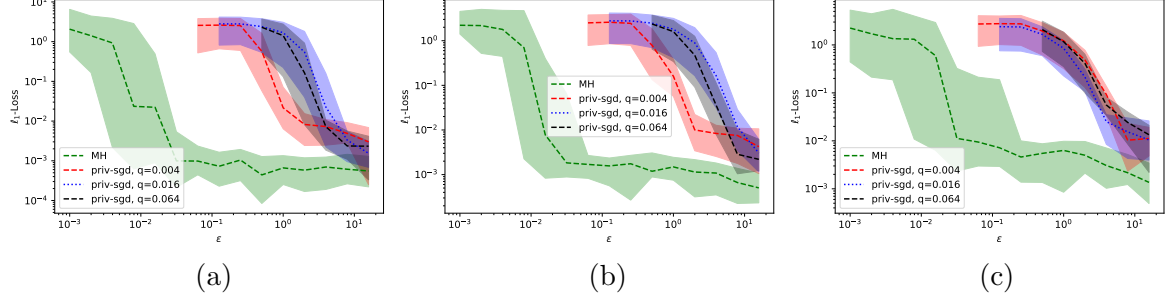 10¹
10⁰
10⁻¹
10⁻²
10⁻³
10⁻⁴
ℓ₁-Loss
MH
priv-sgd, q=0.004
priv-sgd, q=0.016
priv-sgd, q=0.064
10⁻³ 10⁻² 10⁻¹ 10⁰ 10¹
ε
(a)
10¹
10⁰
10⁻¹
10⁻²
10⁻³
ℓ₁-Loss
MH
priv-sgd, q=0.004
priv-sgd, q=0.016
priv-sgd, q=0.064
10⁻³ 10⁻² 10⁻¹ 10⁰ 10¹
ε
(b)
10⁰
10⁻¹
10⁻²
10⁻³
ℓ₁-Loss
MH
priv-sgd, q=0.004
priv-sgd, q=0.016
priv-sgd, q=0.064
10⁻³ 10⁻² 10⁻¹ 10⁰ 10¹
ε
(c)